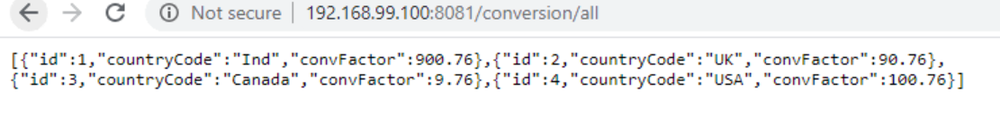 Not secure | 192.168.99.100:8081/conversion/all
[{"id":1,"countryCode":"Ind","convFactor":900.76},{"id":2,"countryCode":"UK","convFactor":90.76},
{"id":3,"countryCode":"Canada","convFactor":9.76},{"id":4,"countryCode":"USA","convFactor":100.76}]